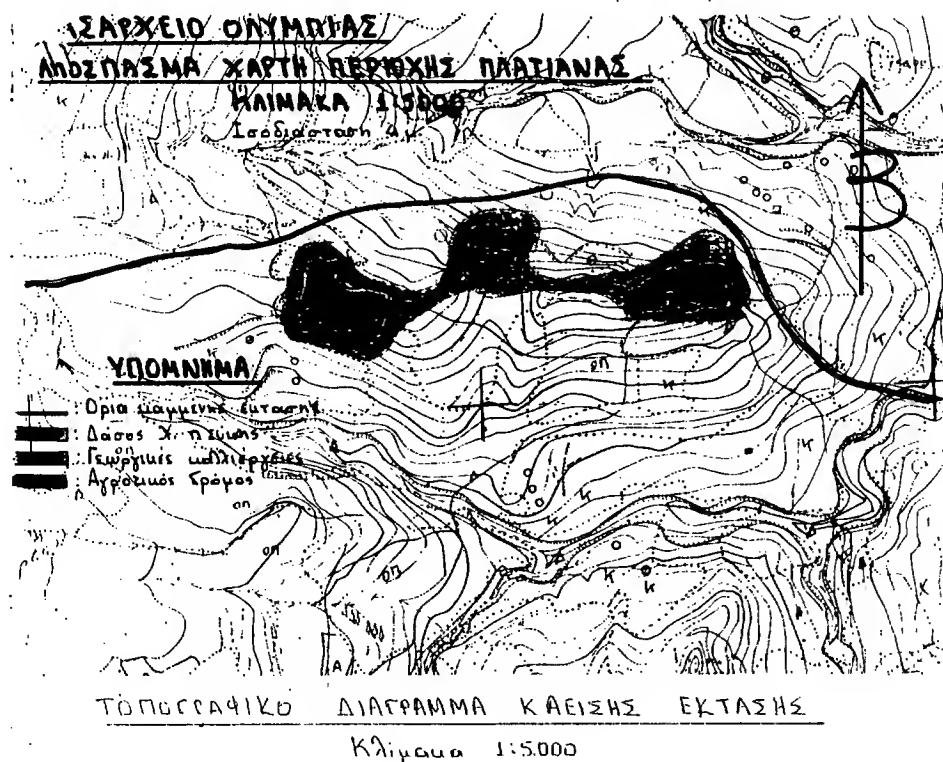 ΔΑΣΑΡΧΕΙΟ ΟΛΥΜΠΙΑΣ
ΑΠΟΣΠΑΣΜΑ ΧΑΡΤΗ ΠΕΡΙΟΧΗΣ ΠΛΑΤΙΑΝΑΣ
ΚΛΙΜΑΚΑ 1:5000
Ισοδιάσταση 4μ.
Β
ΥΠΟΜΝΗΜΑ
: Όρια καμμένης έκτασης
: Δάσος Χ. πεύκης
: Γεωργικές καλλιέργειες
: Αγροτικός δρόμος
ΤΟΠΟΓΡΑΦΙΚΟ ΔΙΑΓΡΑΜΜΑ ΚΑΕΙΣΗΣ ΕΚΤΑΣΗΣ
Κλίμακα 1:5.000